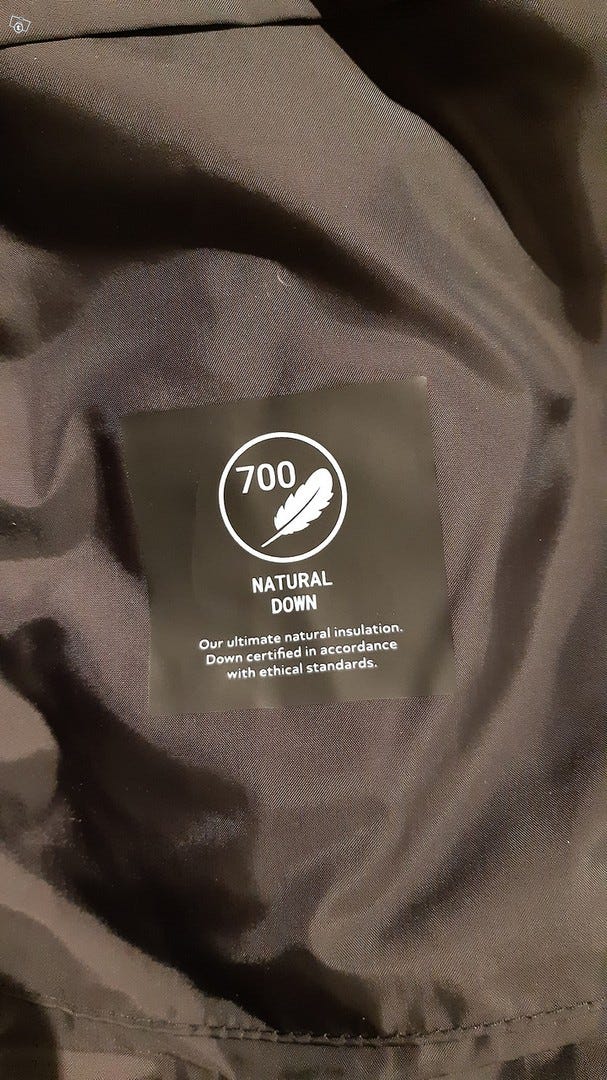 700
NATURAL
DOWN
Our ultimate natural insulation.
Down certified in accordance
with ethical standards.